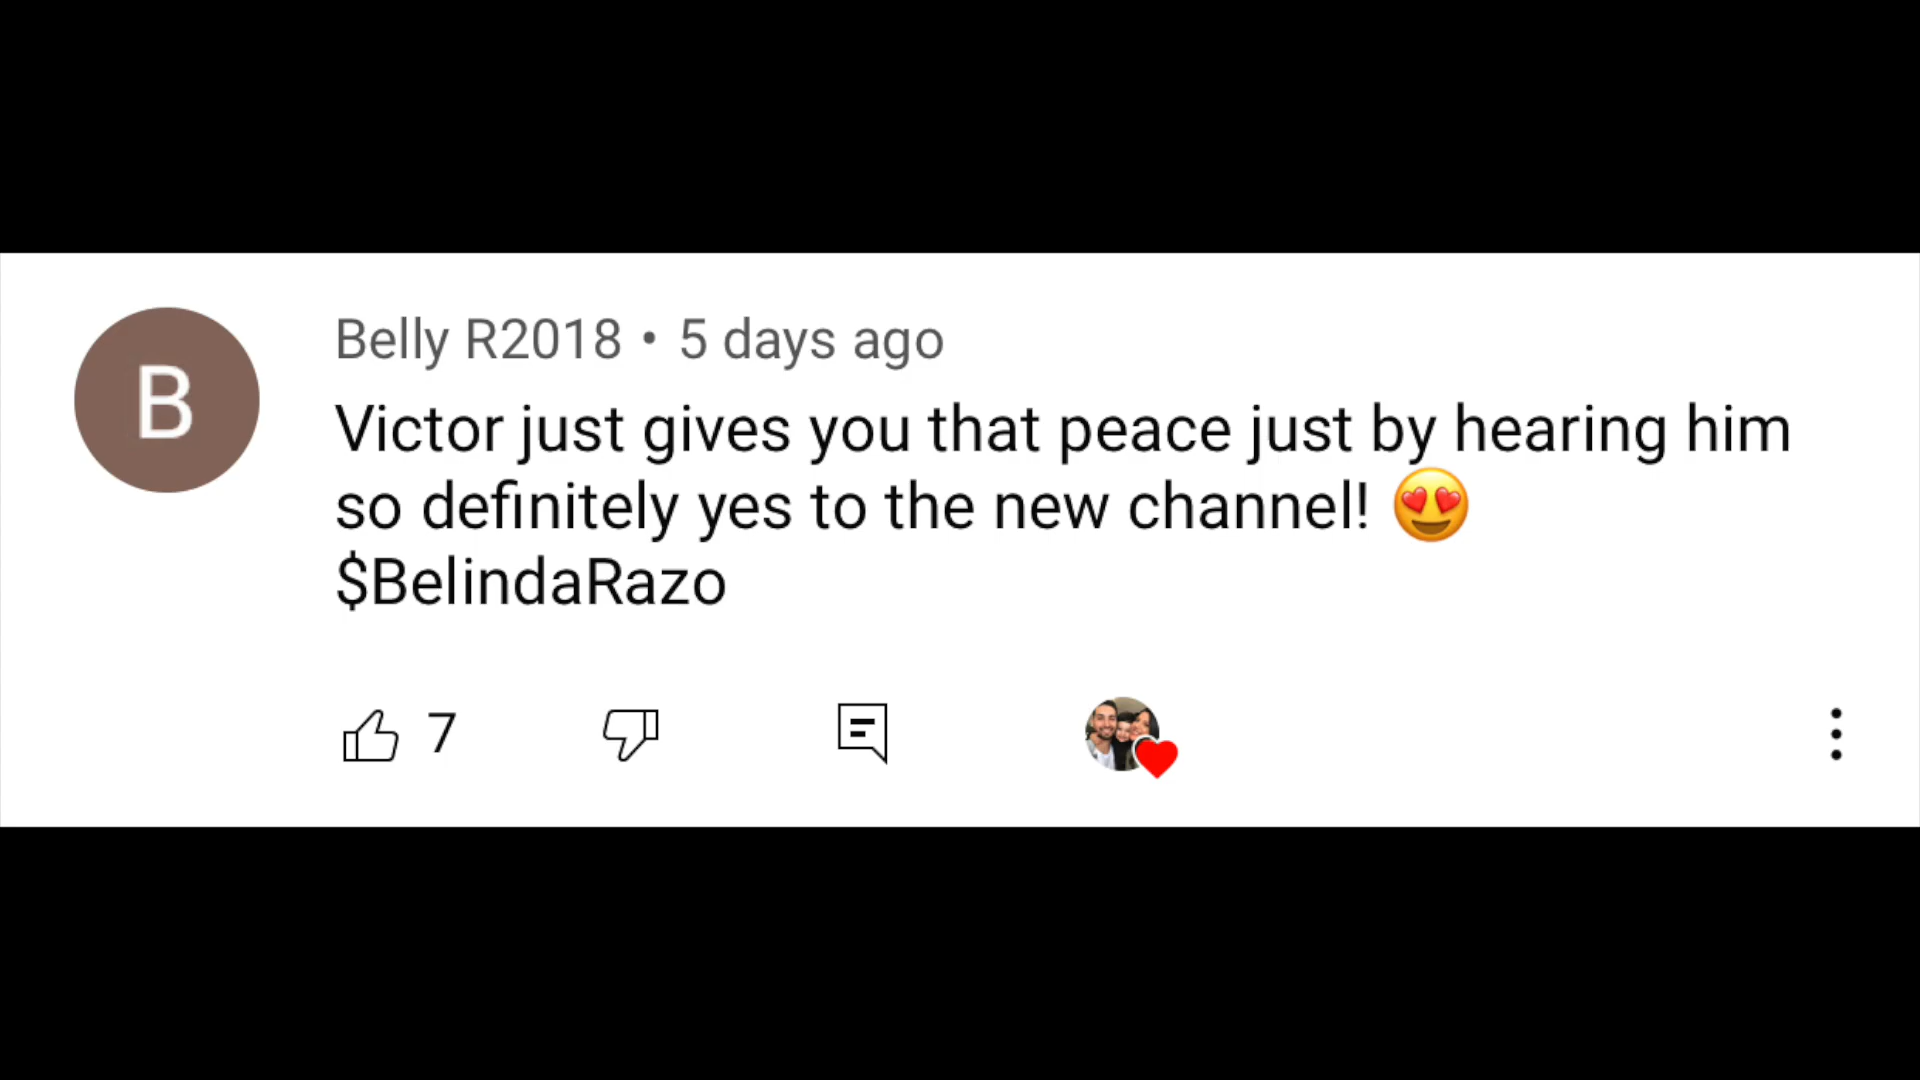 B
Belly R2018 • 5 days ago
Victor just gives you that peace just by hearing him
so definitely yes to the new channel! 😍
$BelindaRazo
7